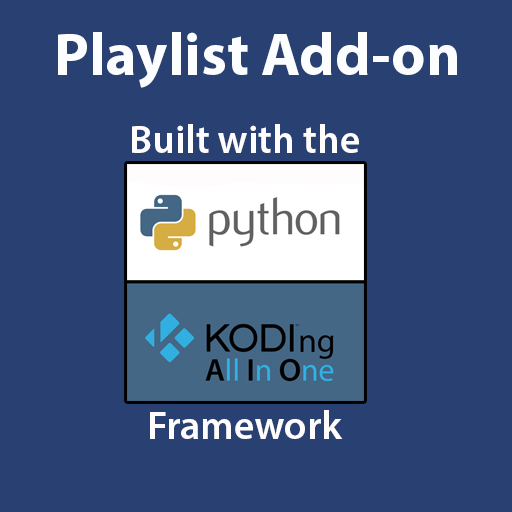 Playlist Add-on
Built with the
python
KODIng
All In One
Framework